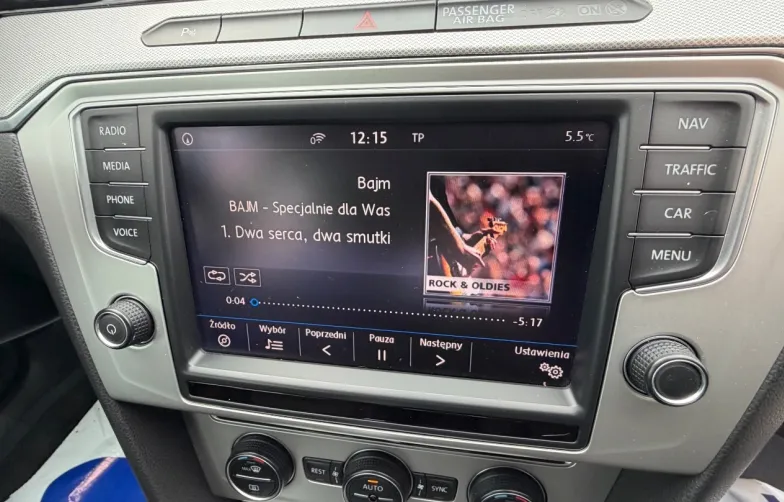 P
PASSENGER
AIR BAG
ON
RADIO
MEDIA
PHONE
VOICE
NAV
TRAFFIC
CAR
MENU
0
12:15
TP
5.5°C
Bajm
BAJM - Specjalnie dla Was
1. Dwa serca, dwa smutki
ROCK & OLDIES
0:04
-5:17
Źródło
Wybór
Poprzedni
Pauza
Następny
Ustawienia
MAX
REST
AUTO
SYNC